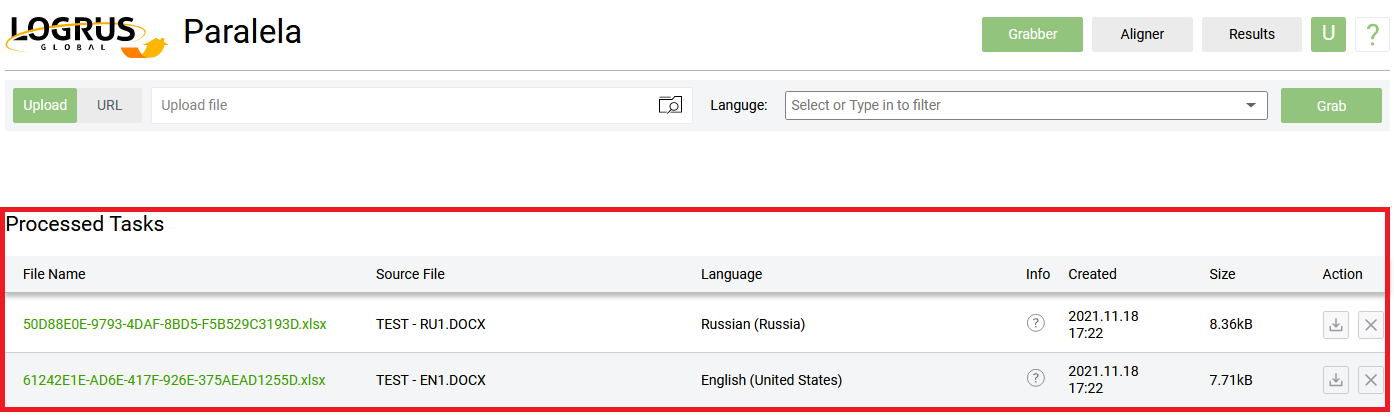 LOGRUS
GLOBAL
Paralela
Grabber
Aligner
Results
U
?
Upload
URL
Upload file
Languge:
Select or Type in to filter
Grab
Processed Tasks
File Name Source File Language Info Created Size Action
50D88E0E-9793-4DAF-8BD5-F5B529C3193D.xlsx TEST - RU1.DOCX Russian (Russia) ? 2021.11.18 8.36kB
17:22
61242E1E-AD6E-417F-926E-375AEAD1255D.xlsx TEST - EN1.DOCX English (United States) ? 2021.11.18 7.71kB
17:22